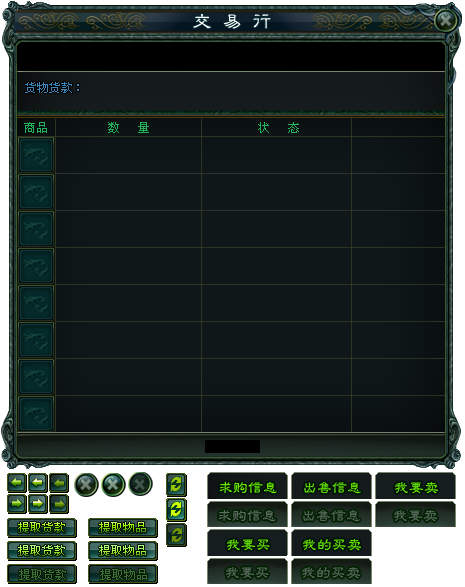 交易行
货物货款：
商品 数量 状态
求购信息 出售信息 我要卖
求购信息 出售信息 我要卖
提取货款 提取物品
我要买 我的买卖
提取货款 提取物品
我要买 我的买卖
提取货款 提取物品